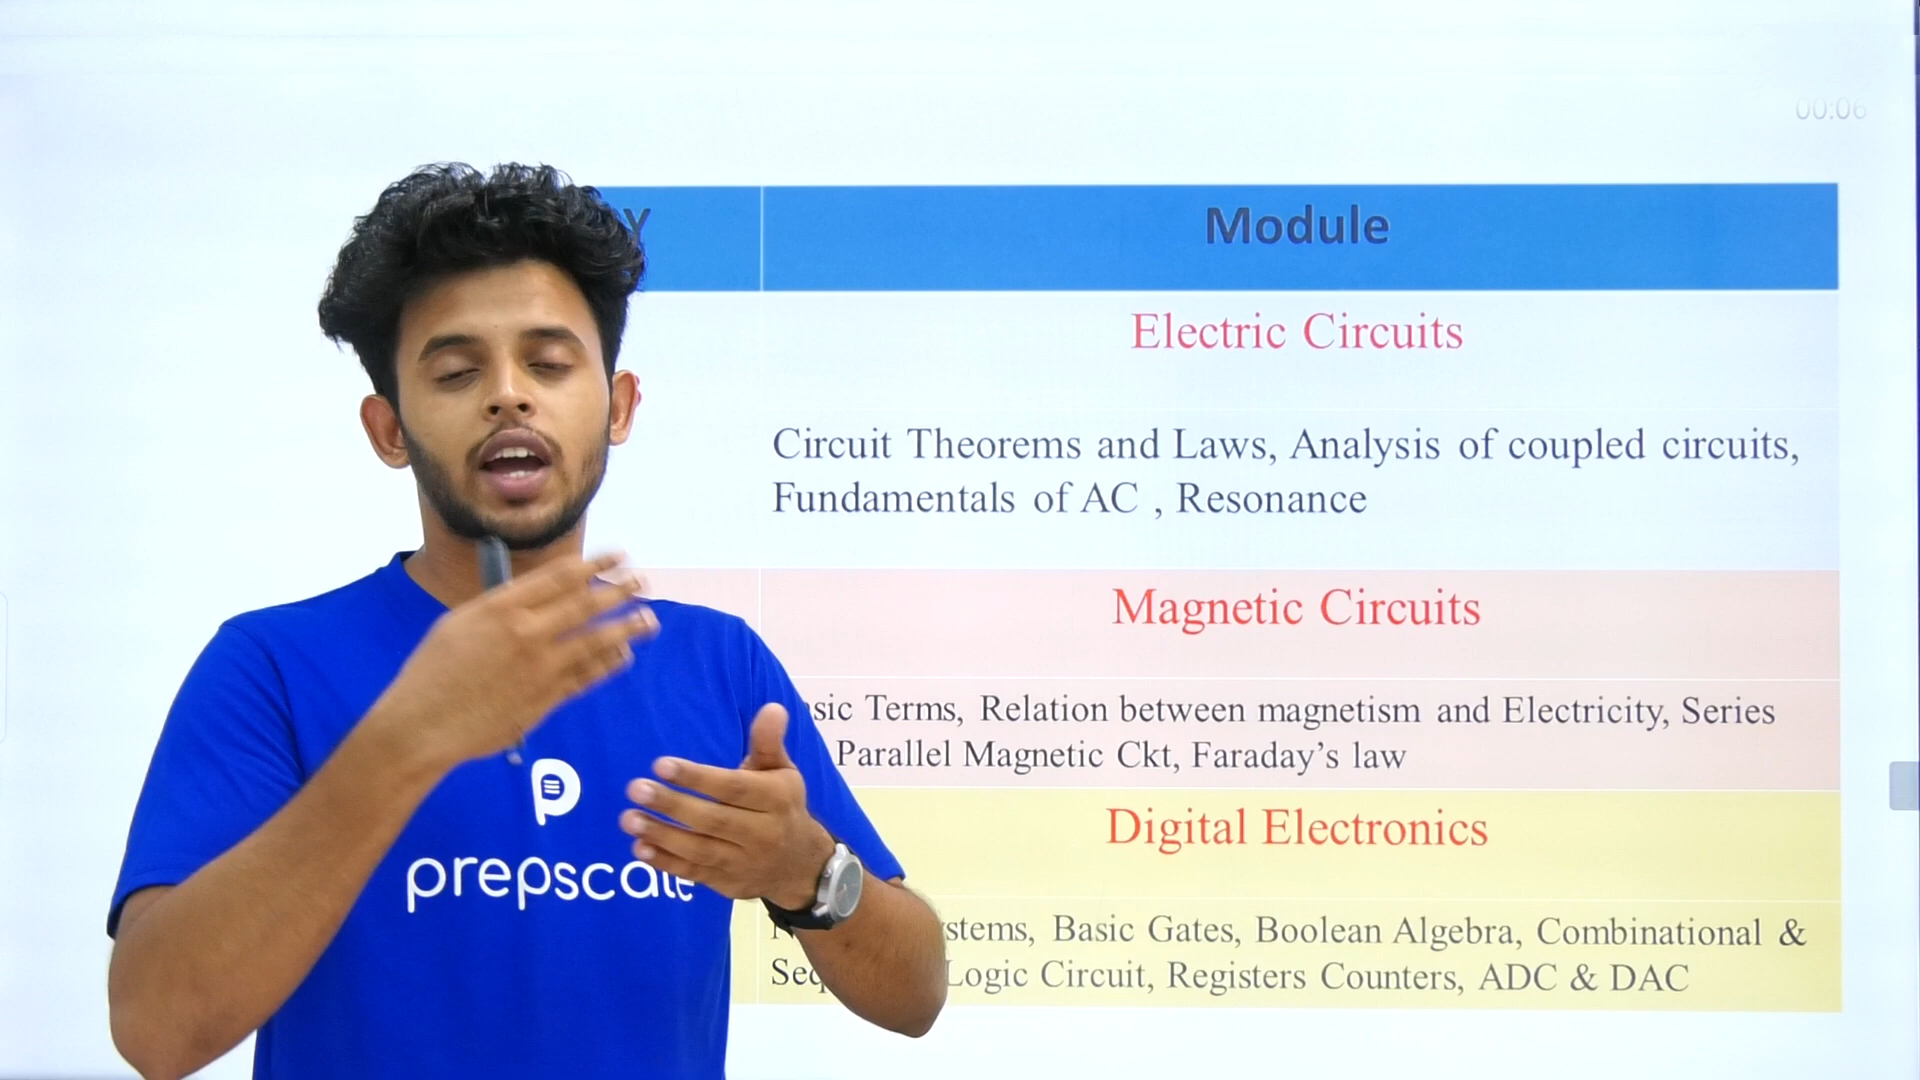 00:06
Module
Electric Circuits
Circuit Theorems and Laws, Analysis of coupled circuits,
Fundamentals of AC , Resonance
Magnetic Circuits
Terms, Relation between magnetism and Electricity, Series
Parallel Magnetic Ckt, Faraday’s law
Digital Electronics
Basic Gates, Boolean Algebra, Combinational &
Logic Circuit, Registers Counters, ADC & DAC
prepscale